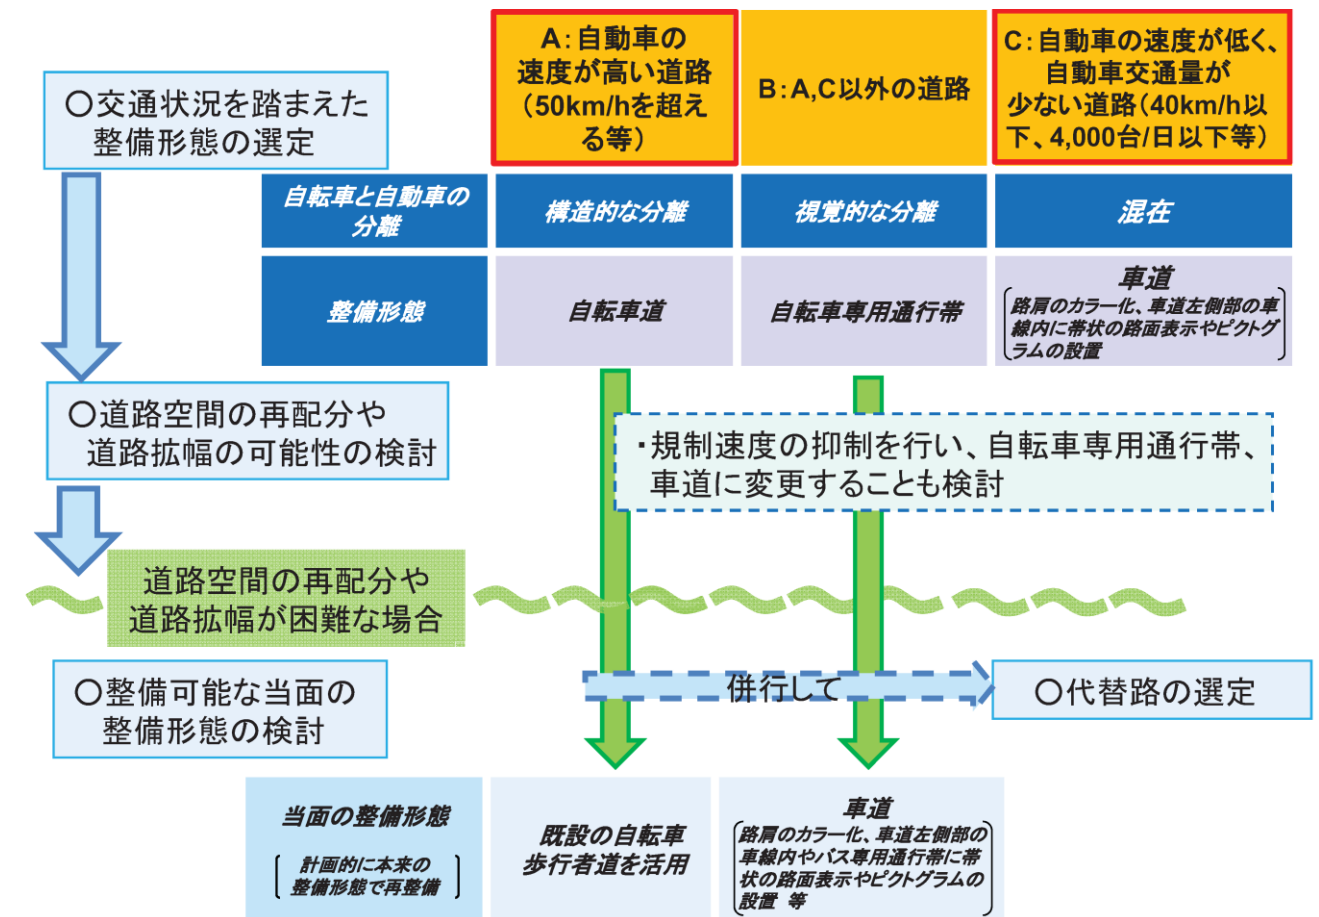 ○交通状況を踏まえた
整備形態の選定
A:自動車の
速度が高い道路
(50km/hを超え
る等)
B:A,C以外の道路
C:自動車の速度が低く、
自動車交通量が
少ない道路(40km/h以
下、4,000台/日以下等)
自転車と自動車の
分離
構造的な分離
視覚的な分離
混在
整備形態
自転車道
自転車専用通行帯
車道
路肩のカラー化、車道左側部の車
線内に帯状の路面表示やピクトグ
ラムの設置
○道路空間の再配分や
道路拡幅の可能性の検討
・規制速度の抑制を行い、自転車専用通行帯、
車道に変更することも検討
道路空間の再配分や
道路拡幅が困難な場合
○整備可能な当面の
整備形態の検討
併行して
○代替路の選定
当面の整備形態
計画的に本来の
整備形態で再整備
既設の自転車
歩行者道を活用
車道
路肩のカラー化、車道左側部の
車線内やバス専用通行帯に帯
状の路面表示やピクトグラムの
設置 等